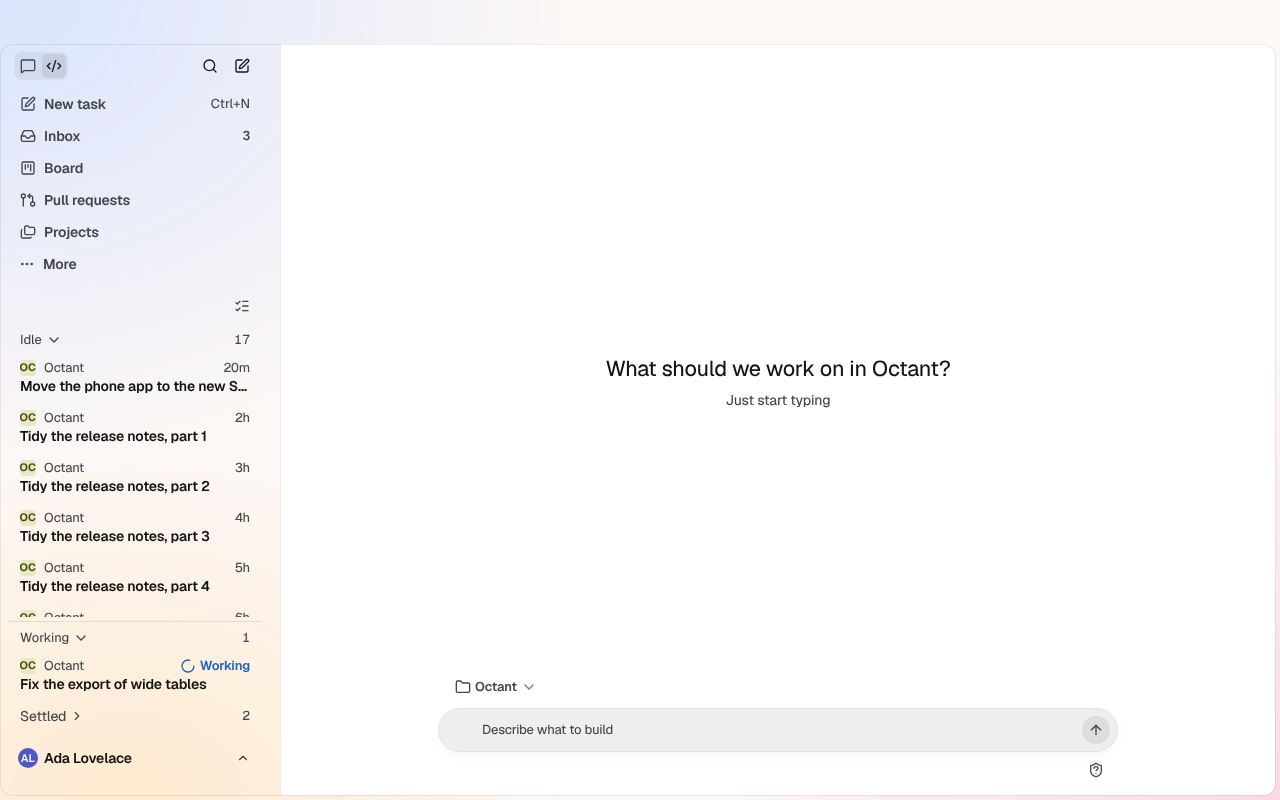 New task Ctrl+N
Inbox 3
Board
Pull requests
Projects
More
Idle 17
OC Octant 20m
Move the phone app to the new S...
OC Octant 2h
Tidy the release notes, part 1
OC Octant 3h
Tidy the release notes, part 2
OC Octant 4h
Tidy the release notes, part 3
OC Octant 5h
Tidy the release notes, part 4
OC Octant 6h
Working 1
OC Octant Working
Fix the export of wide tables
Settled 2
AL Ada Lovelace
What should we work on in Octant?
Just start typing
Octant
Describe what to build